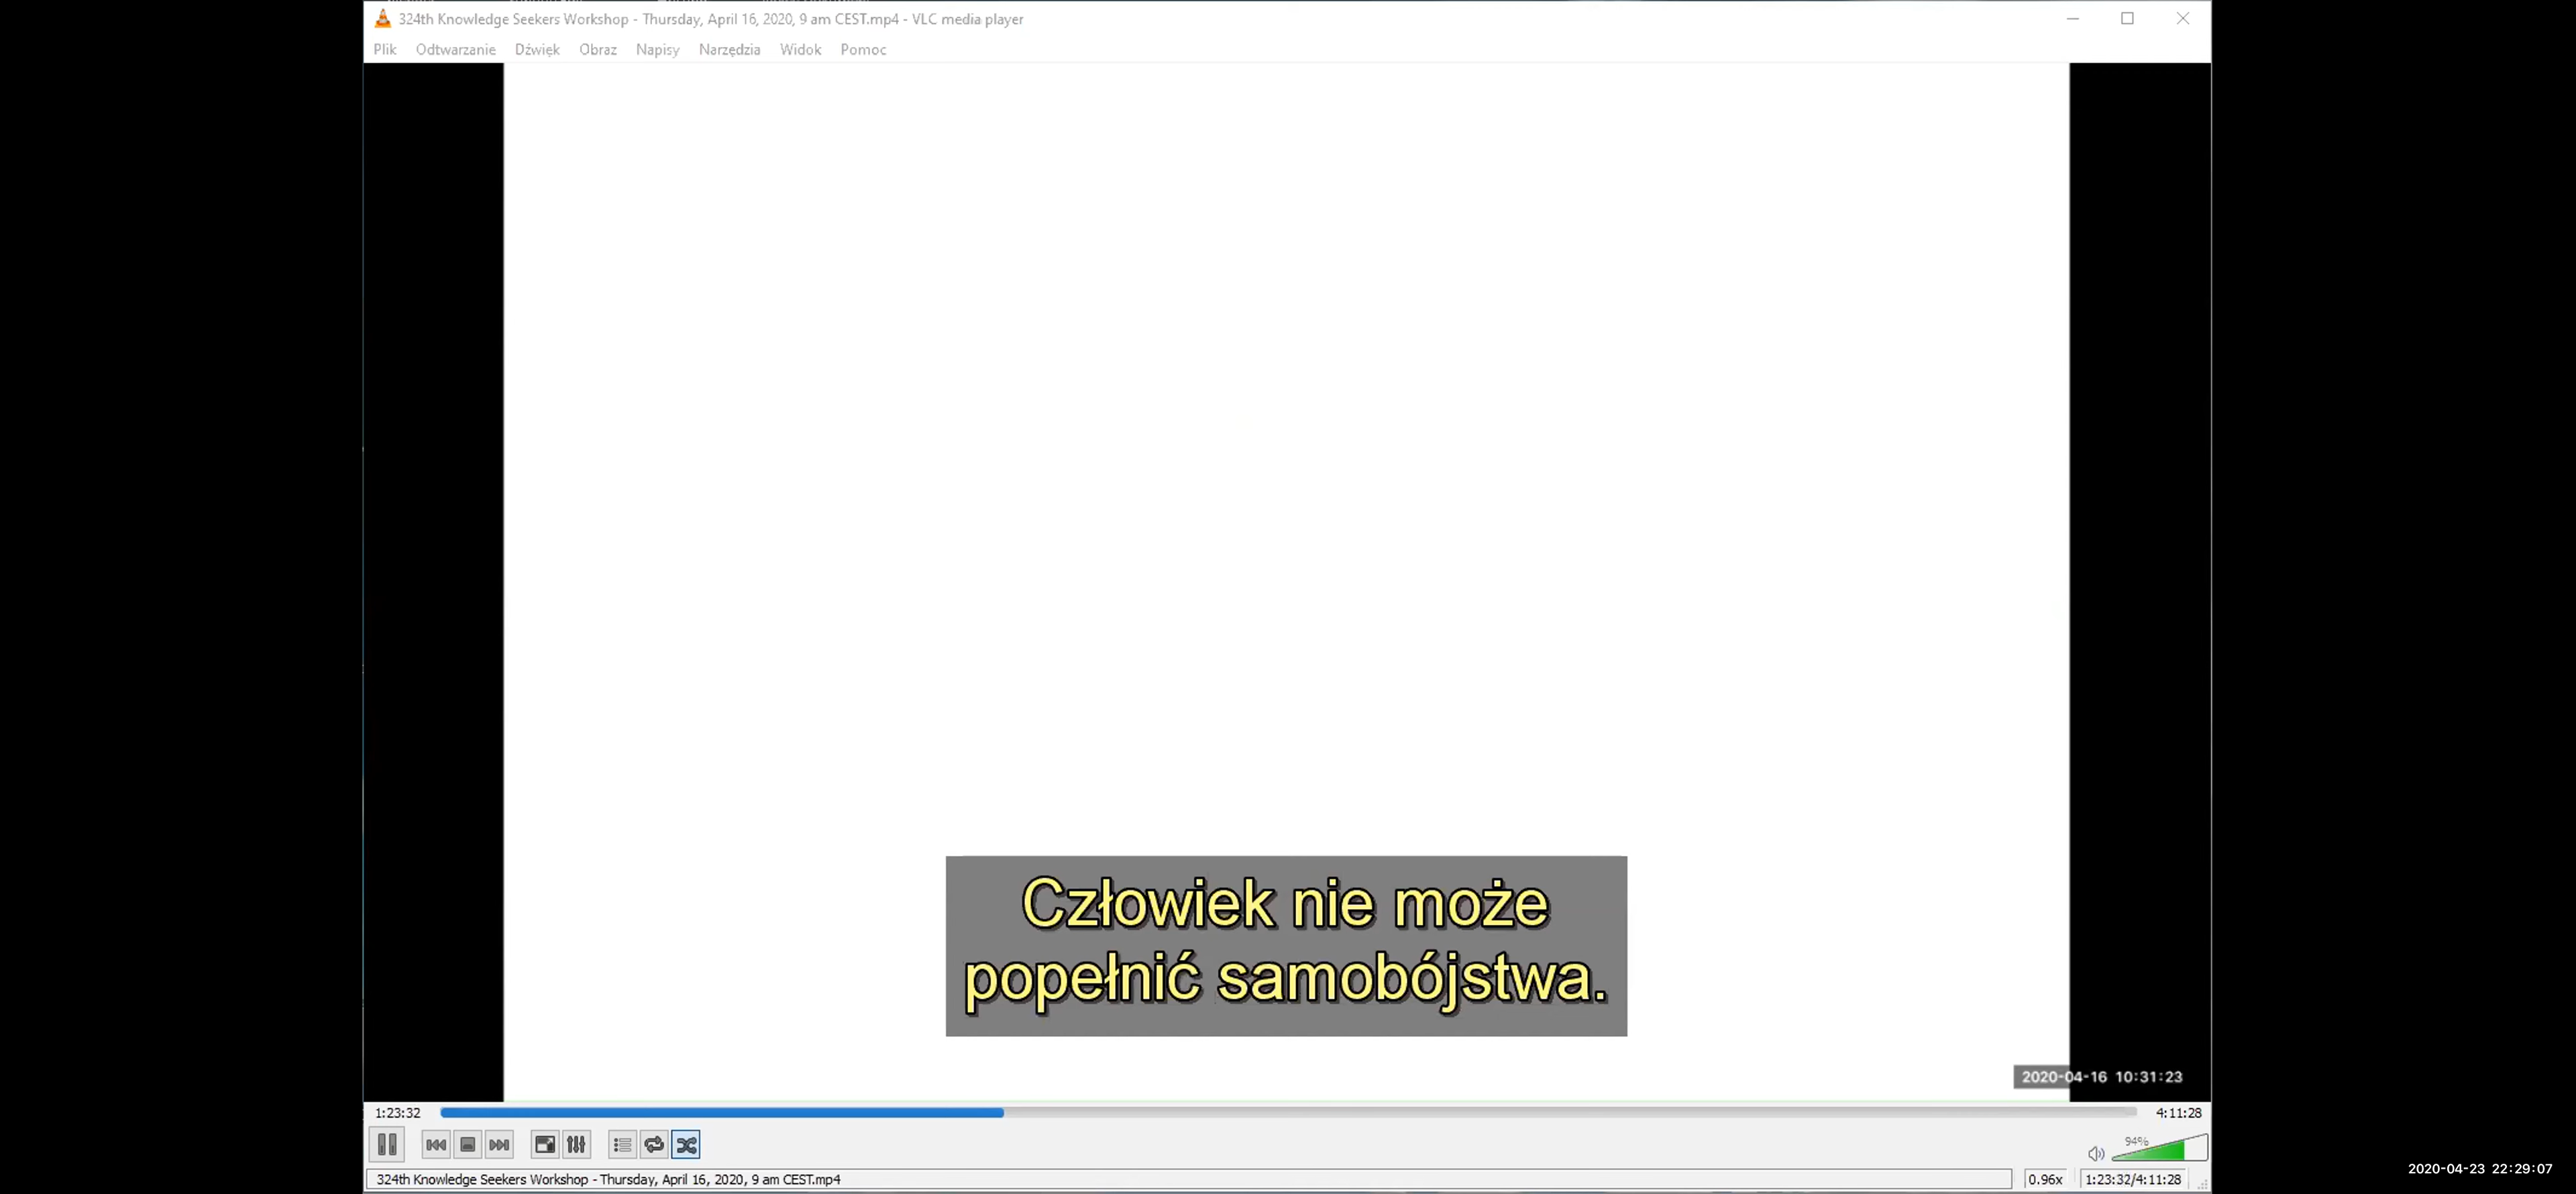 324th Knowledge Seekers Workshop - Thursday, April 16, 2020, 9 am CEST.mp4 - VLC media player
Plik Odtwarzanie Dźwięk Obraz Napisy Narzędzia Widok Pomoc
Człowiek nie może
popełnić samobójstwa.
2020-04-16 10:31:23
1:23:32 4:11:28
94%
324th Knowledge Seekers Workshop - Thursday, April 16, 2020, 9 am CEST.mp4 0.96x 1:23:32/4:11:28
2020-04-23 22:29:07